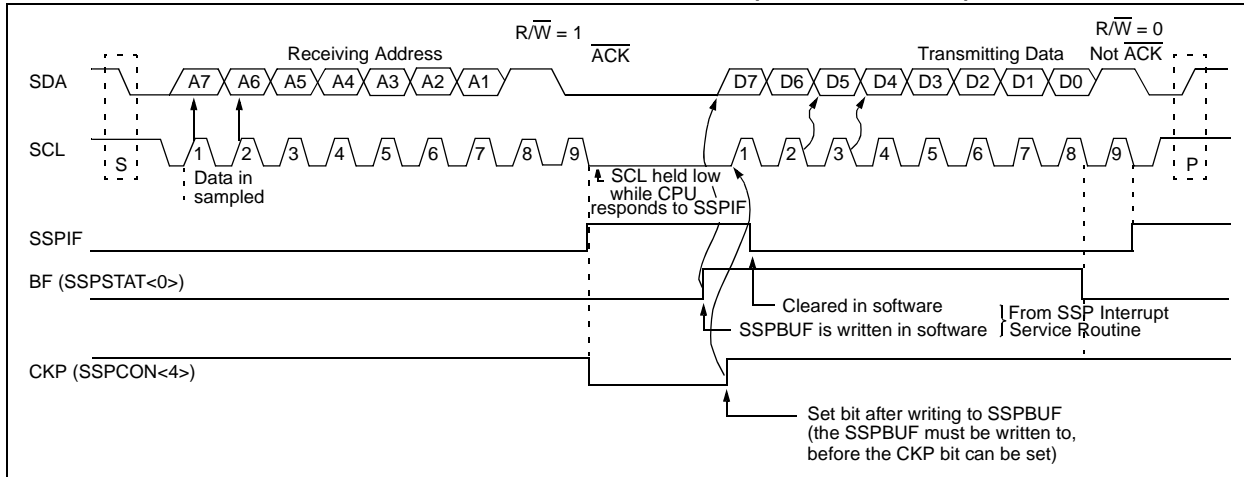 R/W = 1
R/W = 0
Receiving Address
ACK
Transmitting Data
Not ACK
SDA
A7 A6 A5 A4 A3 A2 A1
D7 D6 D5 D4 D3 D2 D1 D0
SCL
S
1 2 3 4 5 6 7 8 9
1 2 3 4 5 6 7 8 9
P
Data in
sampled
SCL held low
while CPU
responds to SSPIF
SSPIF
BF (SSPSTAT<0>)
Cleared in software
SSPBUF is written in software
From SSP Interrupt
Service Routine
CKP (SSPCON<4>)
Set bit after writing to SSPBUF
(the SSPBUF must be written to,
before the CKP bit can be set)